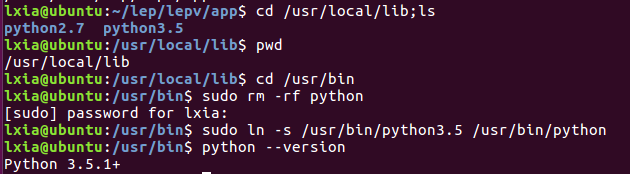 lxia@ubuntu:~/lep/lepv/app$ cd /usr/local/lib;ls
python2.7  python3.5
lxia@ubuntu:/usr/local/lib$ pwd
/usr/local/lib
lxia@ubuntu:/usr/local/lib$ cd /usr/bin
lxia@ubuntu:/usr/bin$ sudo rm -rf python
[sudo] password for lxia:
lxia@ubuntu:/usr/bin$ sudo ln -s /usr/bin/python3.5 /usr/bin/python
lxia@ubuntu:/usr/bin$ python --version
Python 3.5.1+